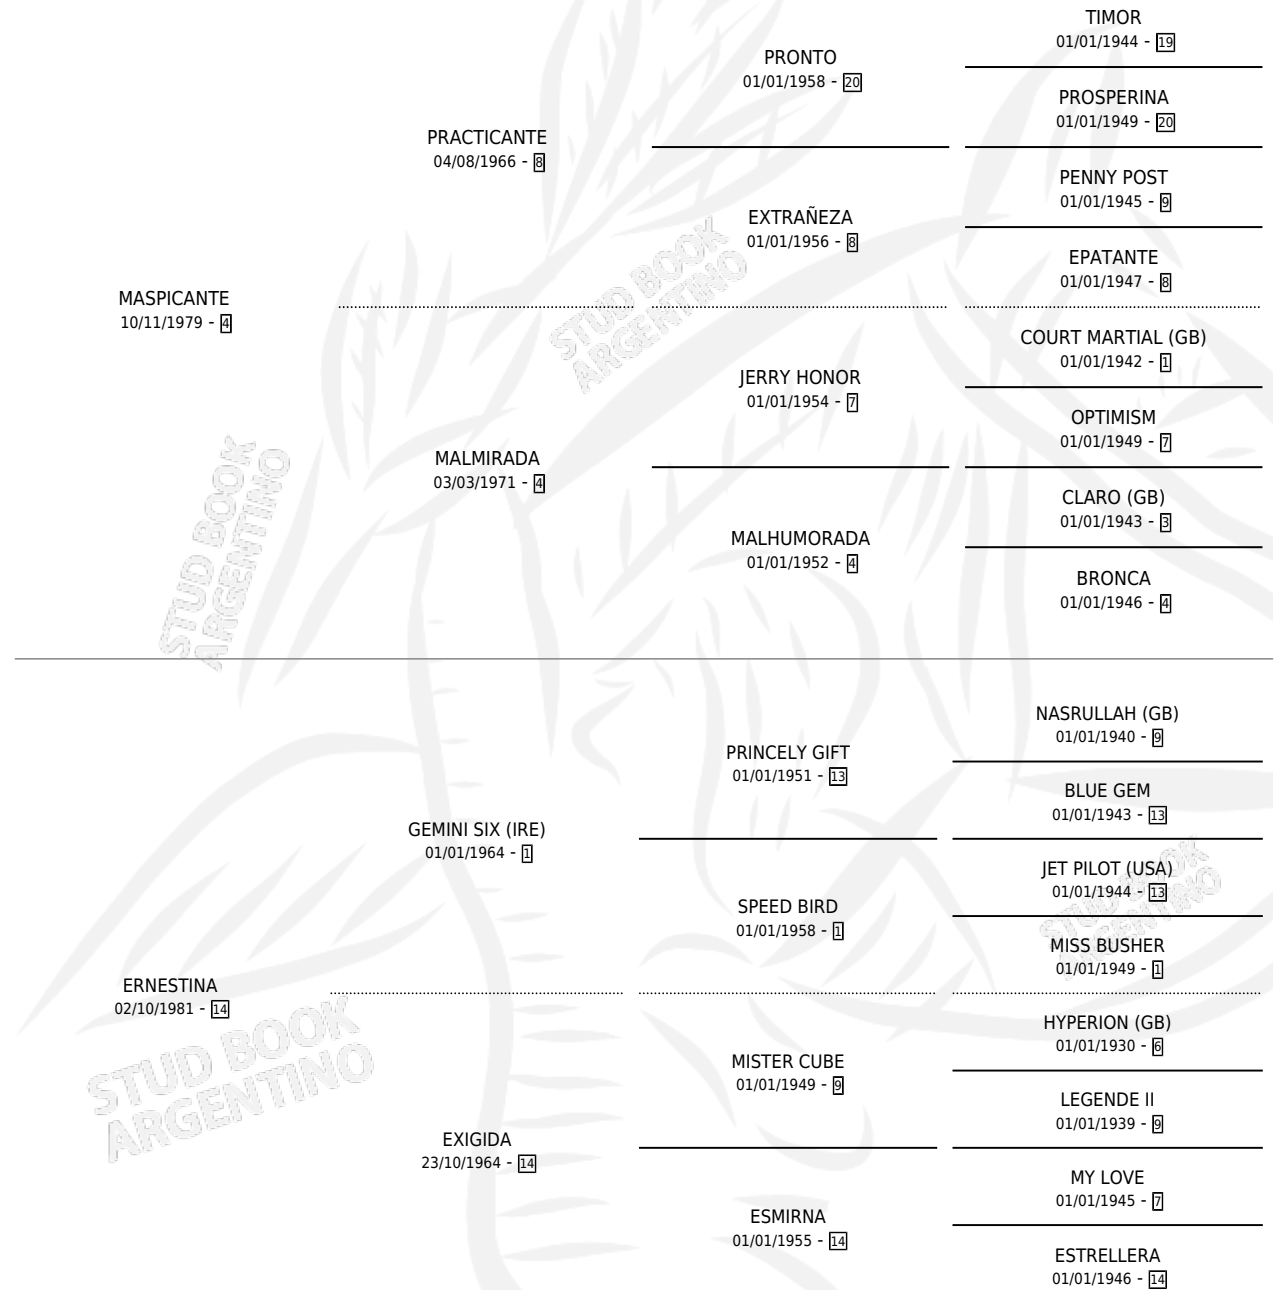 TIMOR
01/01/1944 - 19
PRONTO
01/01/1958 - 20
PROSPERINA
01/01/1949 - 20
PRACTICANTE
04/08/1966 - 8
PENNY POST
01/01/1945 - 9
EXTRAÑEZA
01/01/1956 - 8
EPATANTE
01/01/1947 - 8
MASPICANTE
10/11/1979 - 4
COURT MARTIAL (GB)
01/01/1942 - 1
JERRY HONOR
01/01/1954 - 7
OPTIMISM
01/01/1949 - 7
MALMIRADA
03/03/1971 - 4
CLARO (GB)
01/01/1943 - 3
MALHUMORADA
01/01/1952 - 4
BRONCA
01/01/1946 - 4
NASRULLAH (GB)
01/01/1940 - 9
PRINCELY GIFT
01/01/1951 - 13
BLUE GEM
01/01/1943 - 13
GEMINI SIX (IRE)
01/01/1964 - 1
JET PILOT (USA)
01/01/1944 - 13
SPEED BIRD
01/01/1958 - 1
MISS BUSHER
01/01/1949 - 1
ERNESTINA
02/10/1981 - 14
HYPERION (GB)
01/01/1930 - 6
MISTER CUBE
01/01/1949 - 9
LEGENDE II
01/01/1939 - 9
EXIGIDA
23/10/1964 - 14
MY LOVE
01/01/1945 - 7
ESMIRNA
01/01/1955 - 14
ESTRELLERA
01/01/1946 - 14
STUD BOOK
ARGENTINO
STUD BOOK
ARGENTINO
STUD BOOK
ARGENTINO
STUD BOOK
ARGENTINO